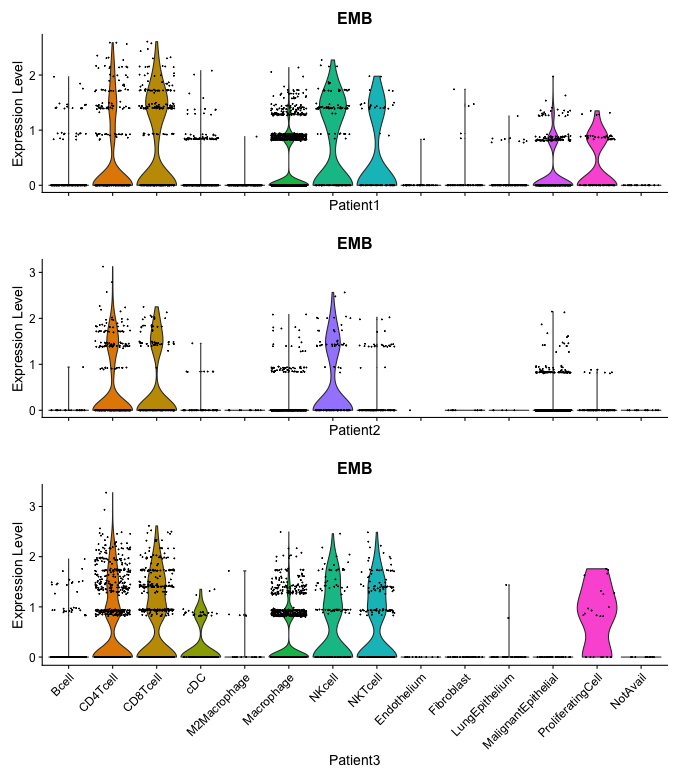 EMB
Expression Level
2
1
0
Patient1
EMB
Expression Level
3
2
1
0
Patient2
EMB
Expression Level
3
2
1
0
Bcell
CD4Tcell
CD8Tcell
cDC
M2Macrophage
Macrophage
NKcell
NKTcell
Endothelium
Fibroblast
LungEpithelium
MalignantEpithelial
ProliferatingCell
NotAvail
Patient3